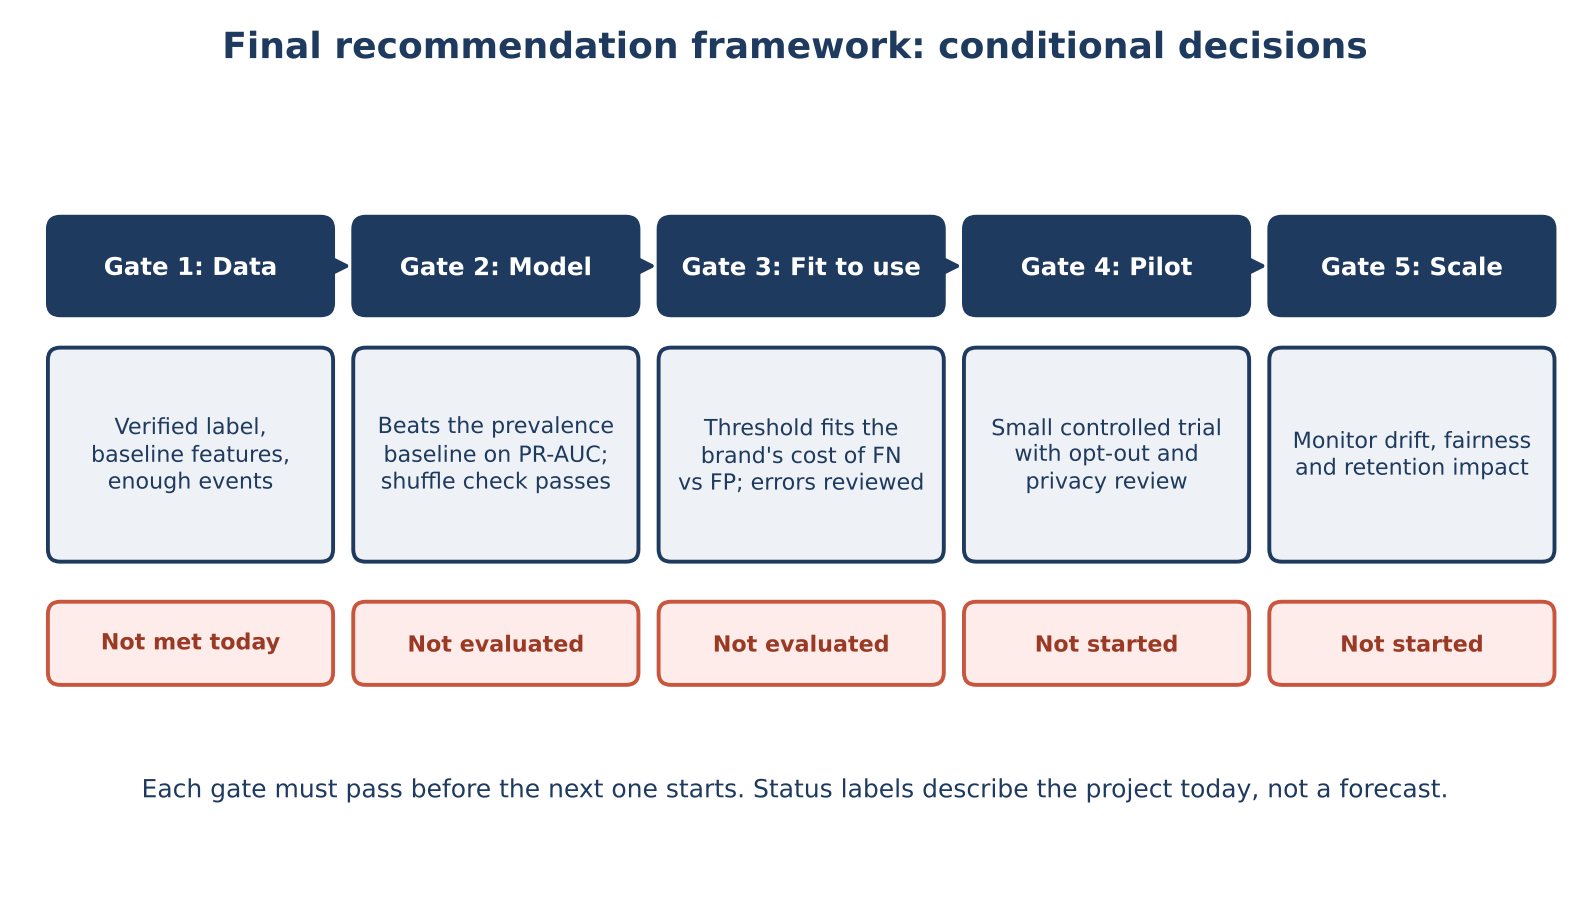 Final recommendation framework: conditional decisions
Gate 1: Data
Gate 2: Model
Gate 3: Fit to use
Gate 4: Pilot
Gate 5: Scale
Verified label,
baseline features,
enough events
Beats the prevalence
baseline on PR-AUC;
shuffle check passes
Threshold fits the
brand's cost of FN
vs FP; errors reviewed
Small controlled trial
with opt-out and
privacy review
Monitor drift, fairness
and retention impact
Not met today
Not evaluated
Not evaluated
Not started
Not started
Each gate must pass before the next one starts. Status labels describe the project today, not a forecast.